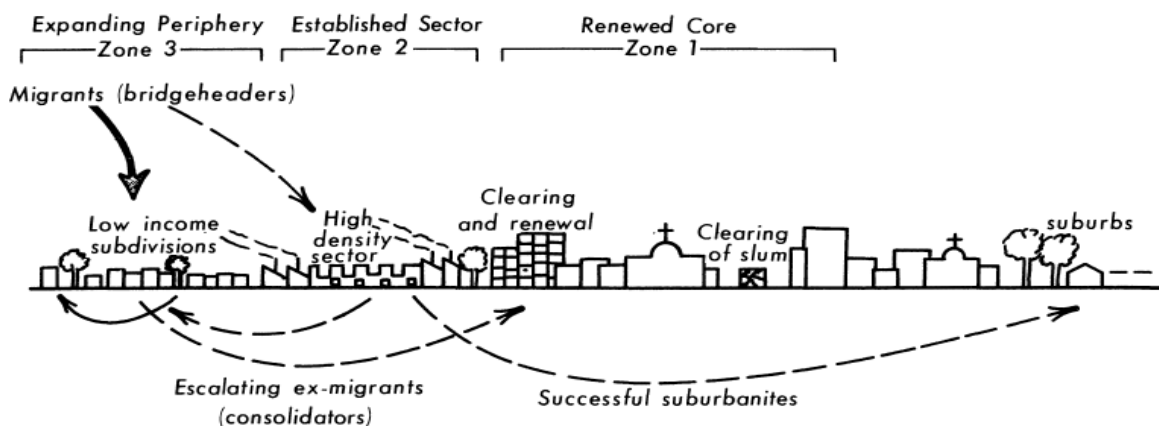 Expanding Periphery
Zone 3
Established Sector
Zone 2
Renewed Core
Zone 1
Migrants (bridgeheaders)
Low income
subdivisions
High
density
sector
Clearing
and renewal
Clearing
of slum
suburbs
Escalating ex-migrants
(consolidators)
Successful suburbanites